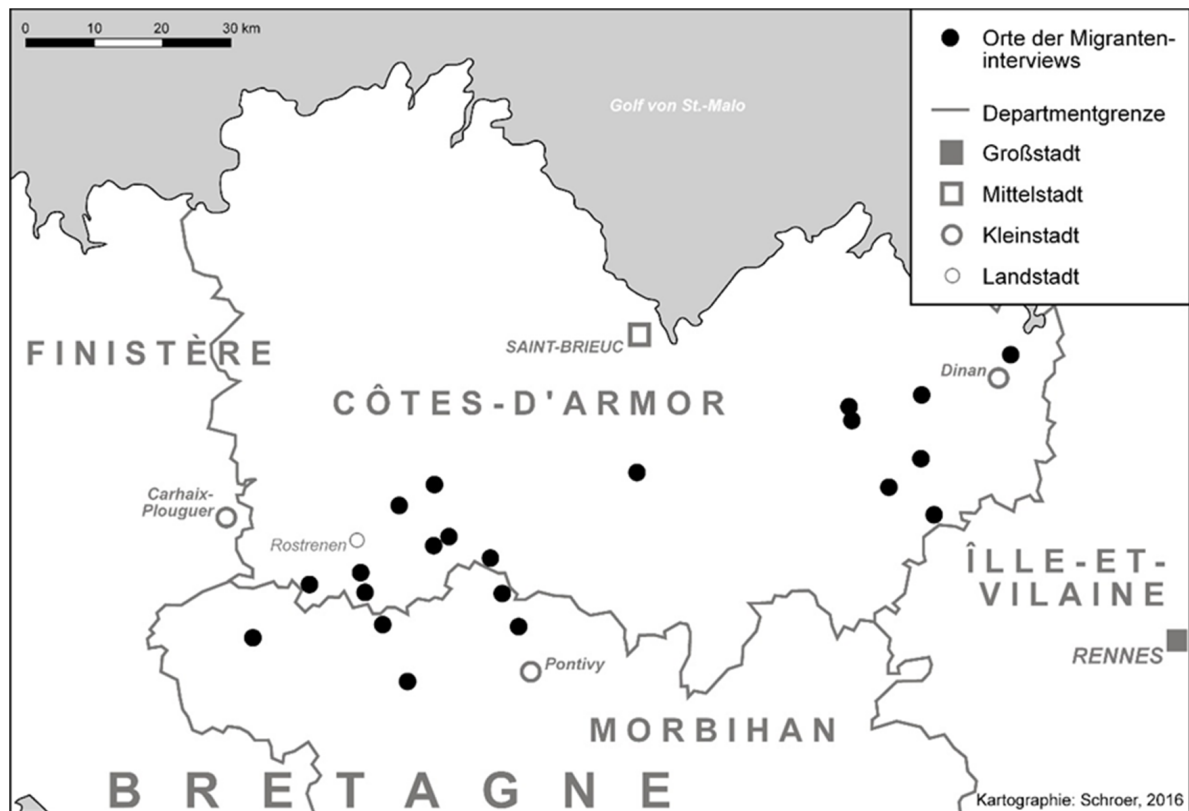 0 10 20 30 km
Golf von St.-Malo
Orte der Migranten-
interviews
Departmentgrenze
Großstadt
Mittelstadt
Kleinstadt
Landstadt
FINISTÈRE
SAINT-BRIEUC
Dinan
CÔTES-D'ARMOR
Carhaix-
Plouguer
Rostrenen
ÎLLE-ET-
VILAINE
RENNES
Pontivy
MORBIHAN
BRETAGNE
Kartographie: Schroer, 2016